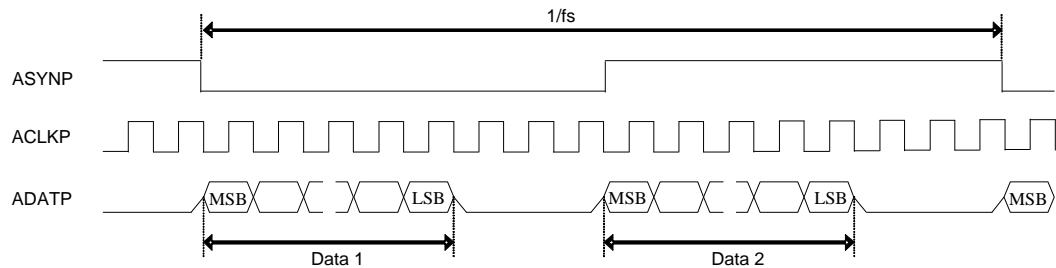 1/fs
ASYNP
ACLKP
ADATP MSB LSB MSB LSB MSB
Data 1 Data 2